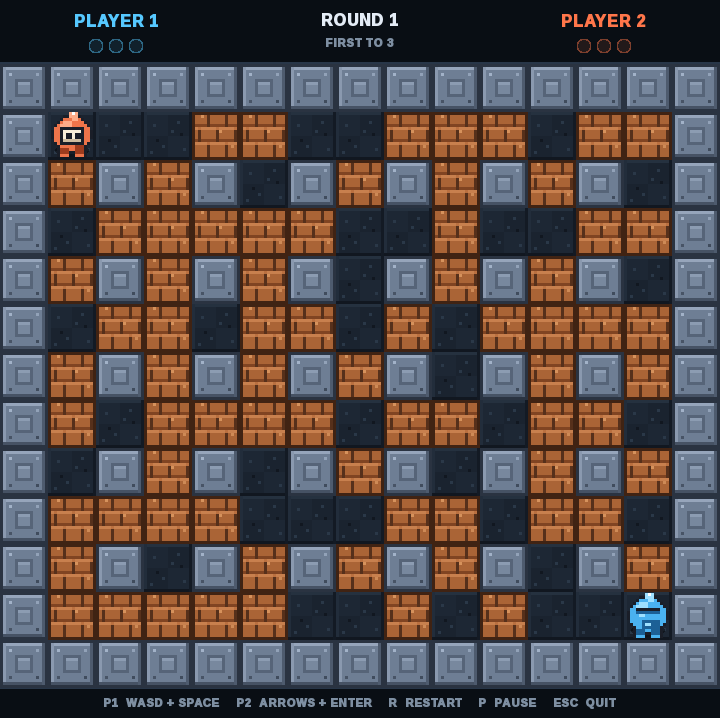 PLAYER 1
ROUND 1
PLAYER 2
FIRST TO 3
P1 WASD + SPACE P2 ARROWS + ENTER R RESTART P PAUSE ESC QUIT